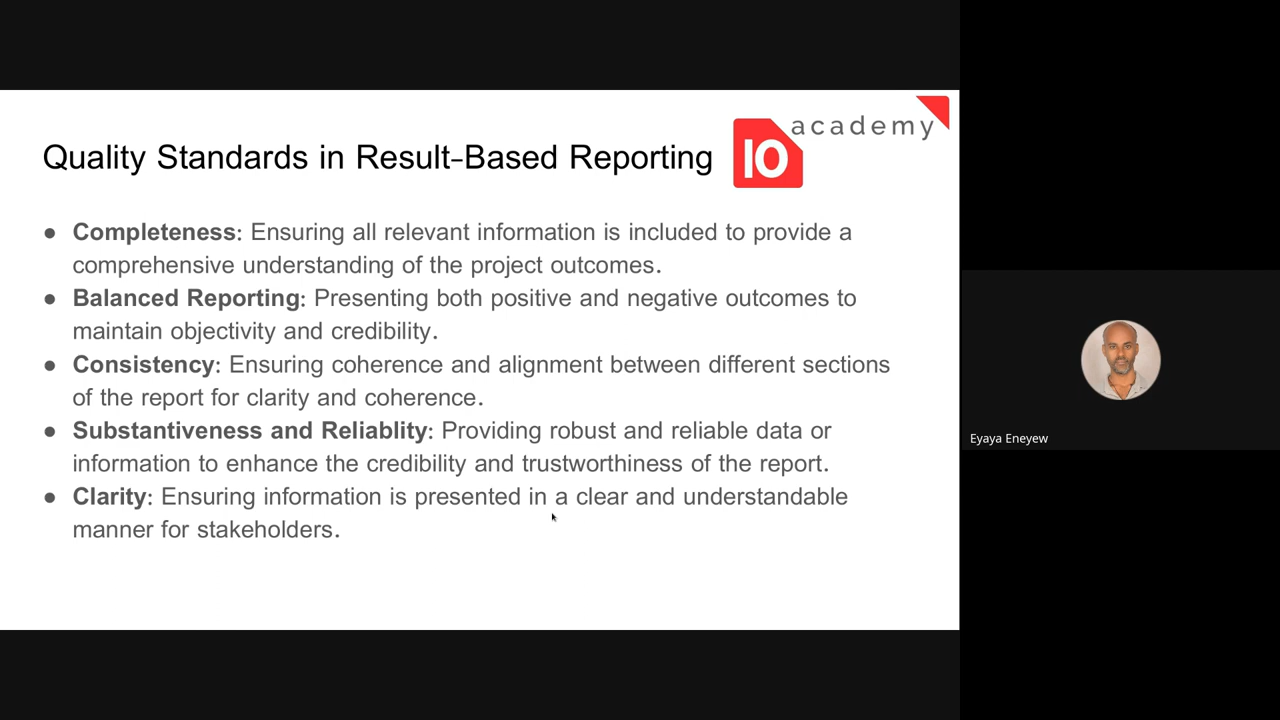 academy
10
Quality Standards in Result-Based Reporting
● Completeness: Ensuring all relevant information is included to provide a
comprehensive understanding of the project outcomes.
● Balanced Reporting: Presenting both positive and negative outcomes to
maintain objectivity and credibility.
● Consistency: Ensuring coherence and alignment between different sections
of the report for clarity and coherence.
● Substantiveness and Reliablity: Providing robust and reliable data or
information to enhance the credibility and trustworthiness of the report.
● Clarity: Ensuring information is presented in a clear and understandable
manner for stakeholders.
Eyaya Eneyew